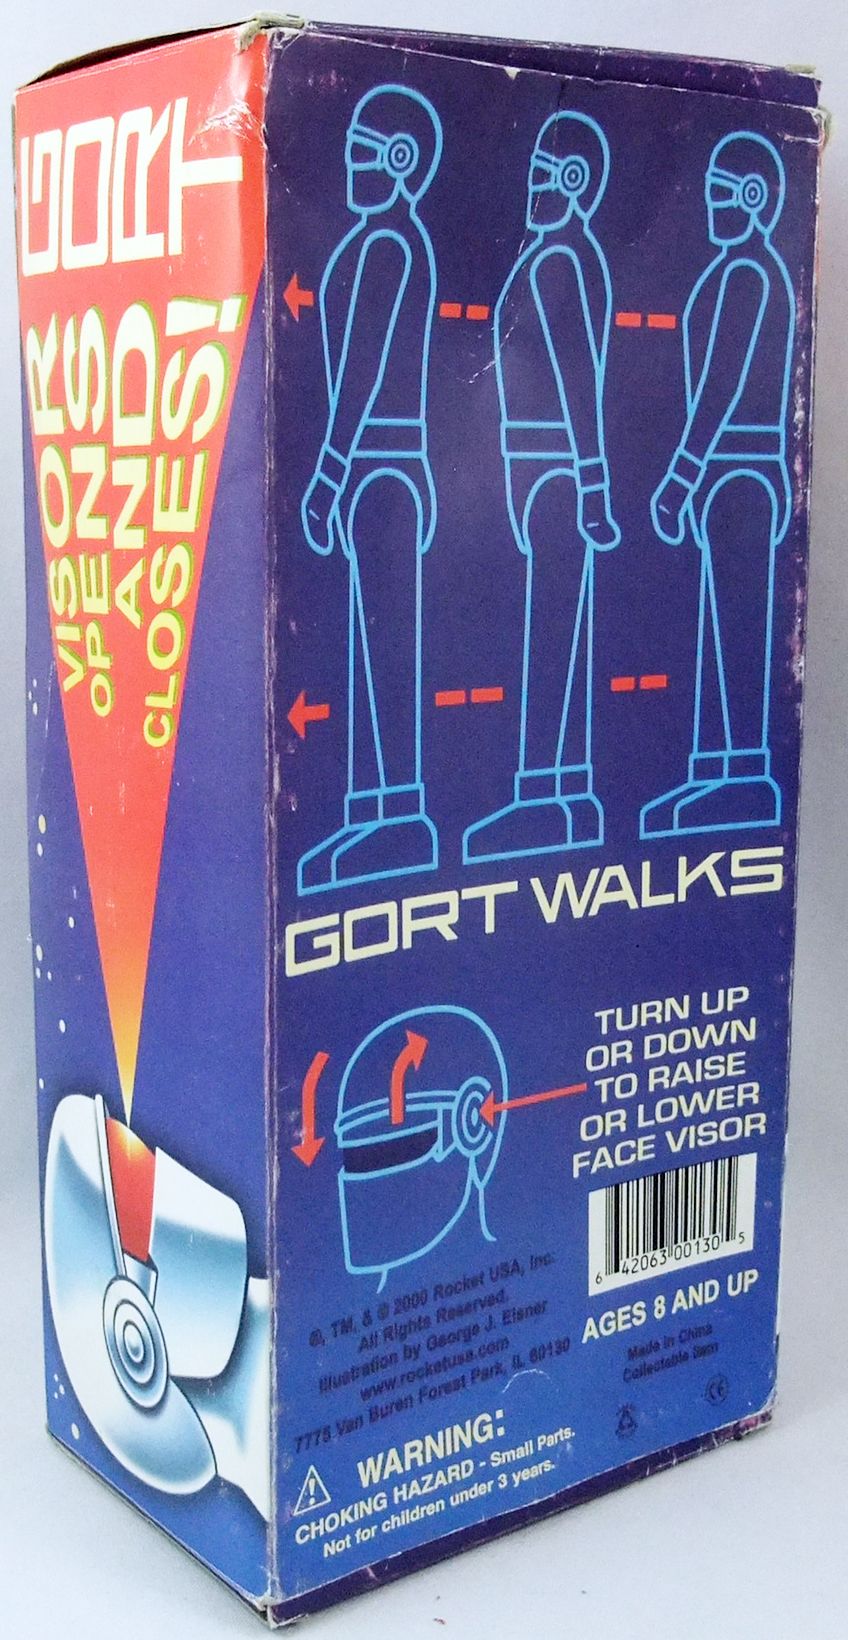 GORT
VISOR
OPENS
AND
CLOSES!
GORT WALKS
TURN UP
OR DOWN
TO RAISE
OR LOWER
FACE VISOR
6 42063 00130 5
AGES 8 AND UP
®, TM, & © 2000 Rocket USA, Inc.
All Rights Reserved.
Illustration by George J. Eisner
www.rocketusa.com
7775 Van Buren Forest Park, IL 60130
Made in China
Collectable Item
CE
WARNING:
CHOKING HAZARD - Small Parts.
Not for children under 3 years.